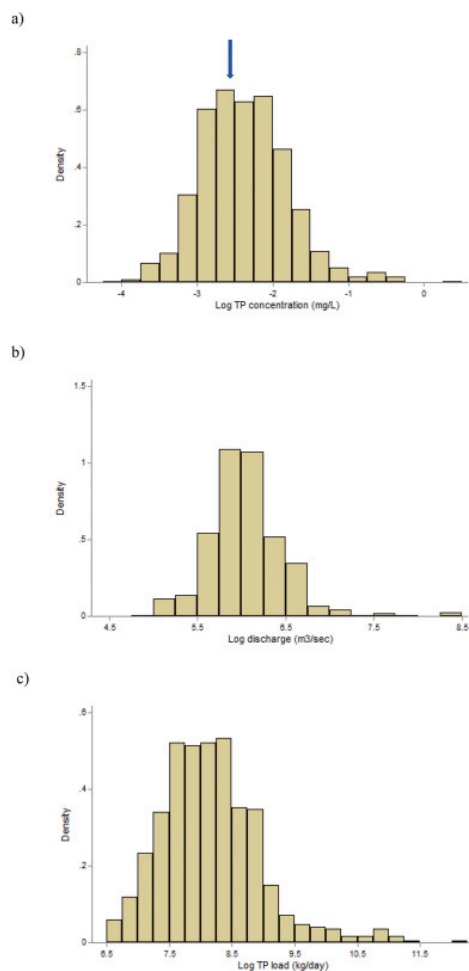 a)
.8
.6
.4
.2
0
Density
-4 -3 -2 -1 0
Log TP concentration (mg/L)
b)
1.5
1
.5
0
Density
4.5 5.5 6.5 7.5 8.5
Log discharge (m3/sec)
c)
.6
.4
.2
0
Density
6.5 7.5 8.5 9.5 10.5 11.5
Log TP load (kg/day)